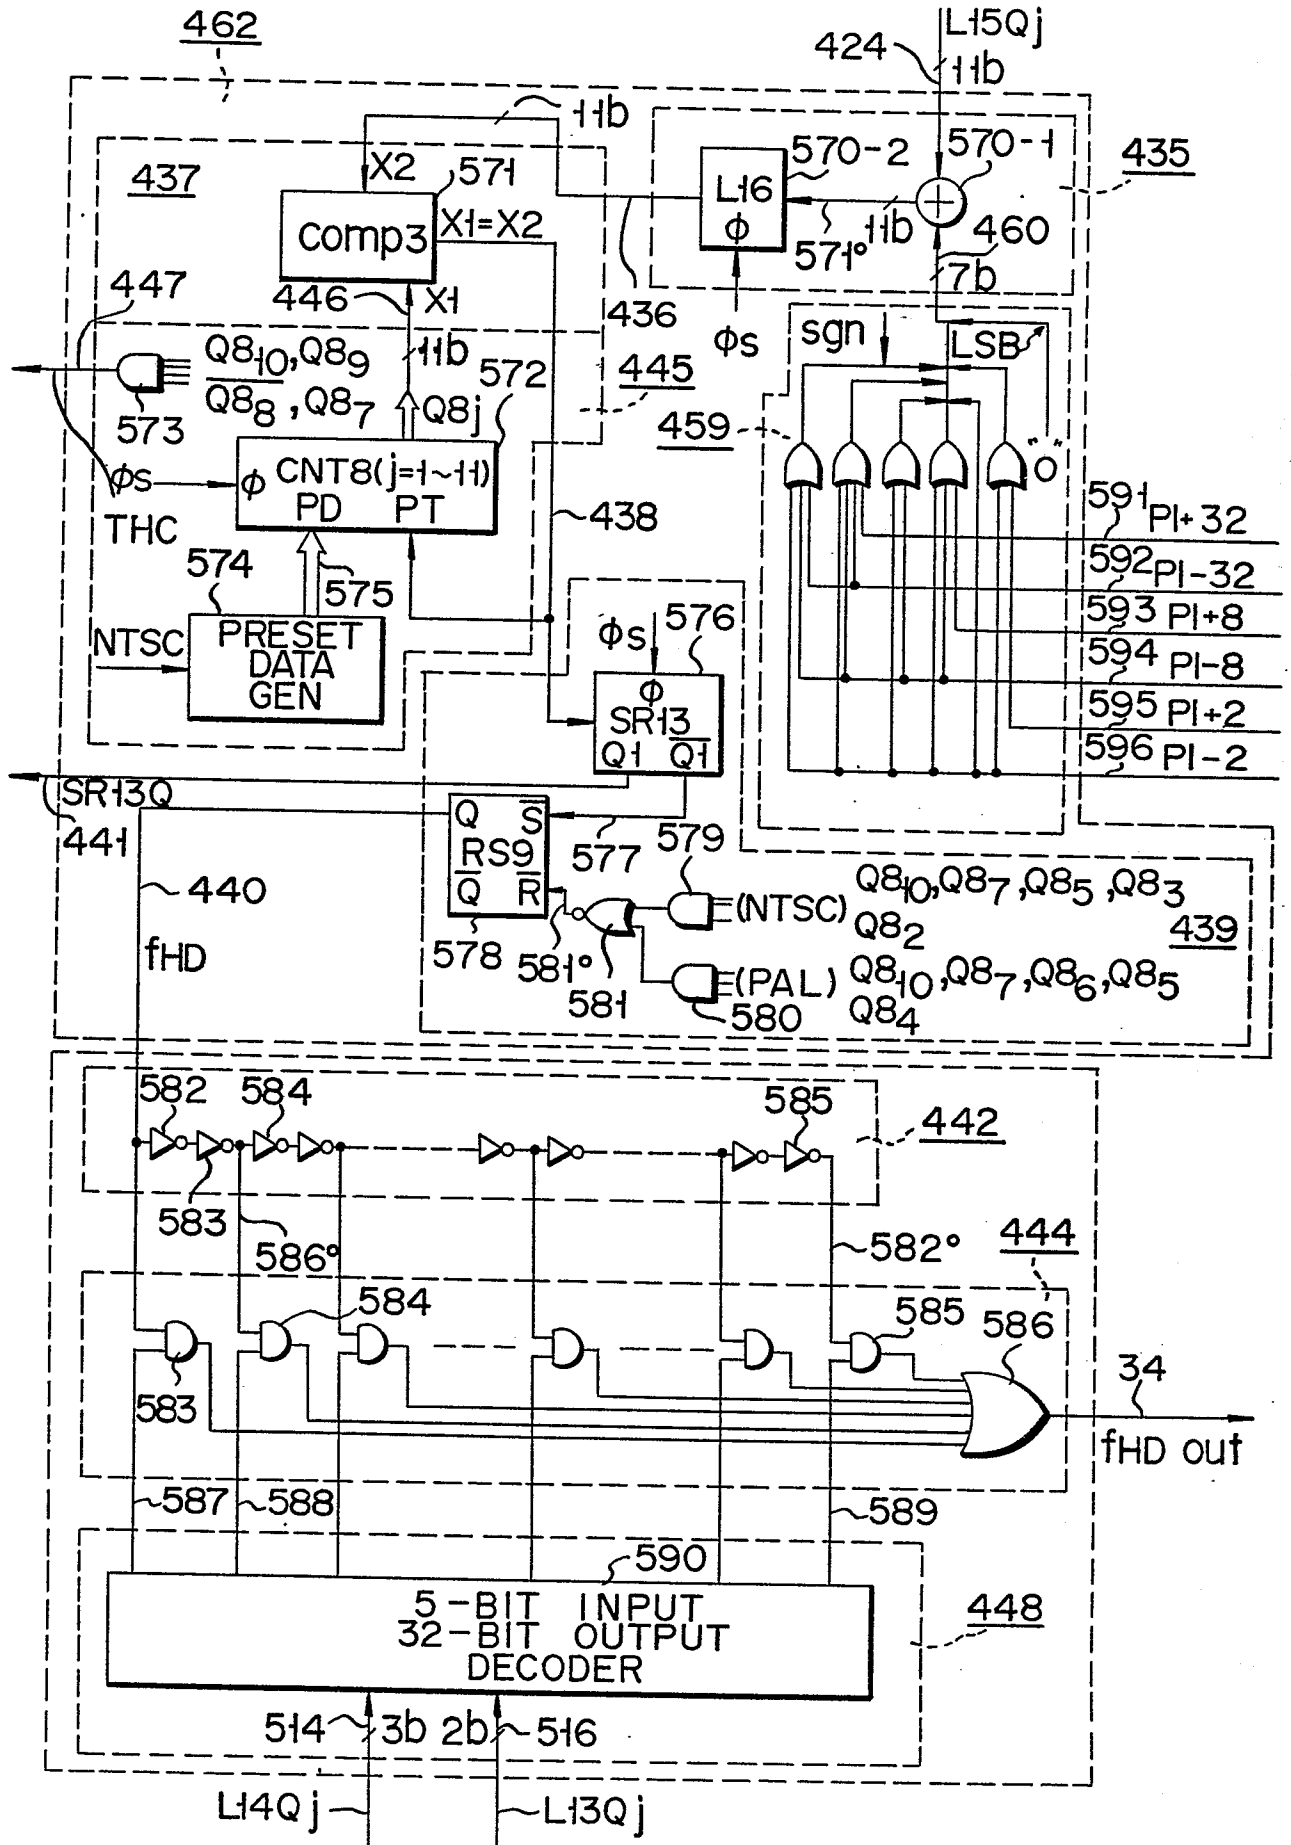 462
L15Qj
424
11b
11b
570-2
570-1
435
437
X2
571
L16
φ
+
X1=X2
comp3
11b
460
571°
7b
447
446
X1
436
φs
sgn
LSB
Q8₁₀, Q8₉
11b
572
445
Q8₈, Q8₇
Q8j
459
573
"0"
φs
φ CNT8(j=1~11)
PD PT
THC
438
591 PI+32
574
575
592 PI-32
NTSC
PRESET
DATA
GEN
φs
576
593 PI+8
594 PI-8
φ
SR13
Q1 Q1
595 PI+2
596 PI-2
SR13Q
441
Q S
RS9
Q R
577
579
440
(NTSC)
Q8₁₀, Q8₇, Q8₅, Q8₃
Q8₂
439
fHD
578
581°
581
(PAL)
580
Q8₁₀, Q8₇, Q8₆, Q8₅
Q8₄
582
584
585
442
583
586°
582°
444
584
585
586
583
34
fHD out
587
588
589
590
5-BIT INPUT
32-BIT OUTPUT
DECODER
448
514
3b
2b
516
L14Qj
L13Qj